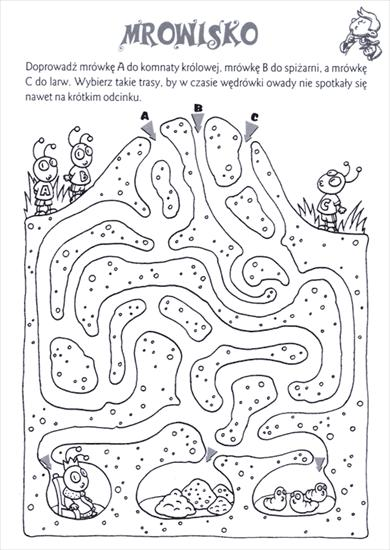 MROWISKO
Doprowadź mrówkę A do komnaty królowej, mrówkę B do spiżarni, a mrówkę
C do larw. Wybierz takie trasy, by w czasie wędrówki owady nie spotkały się
nawet na krótkim odcinku.
A B C
A B C